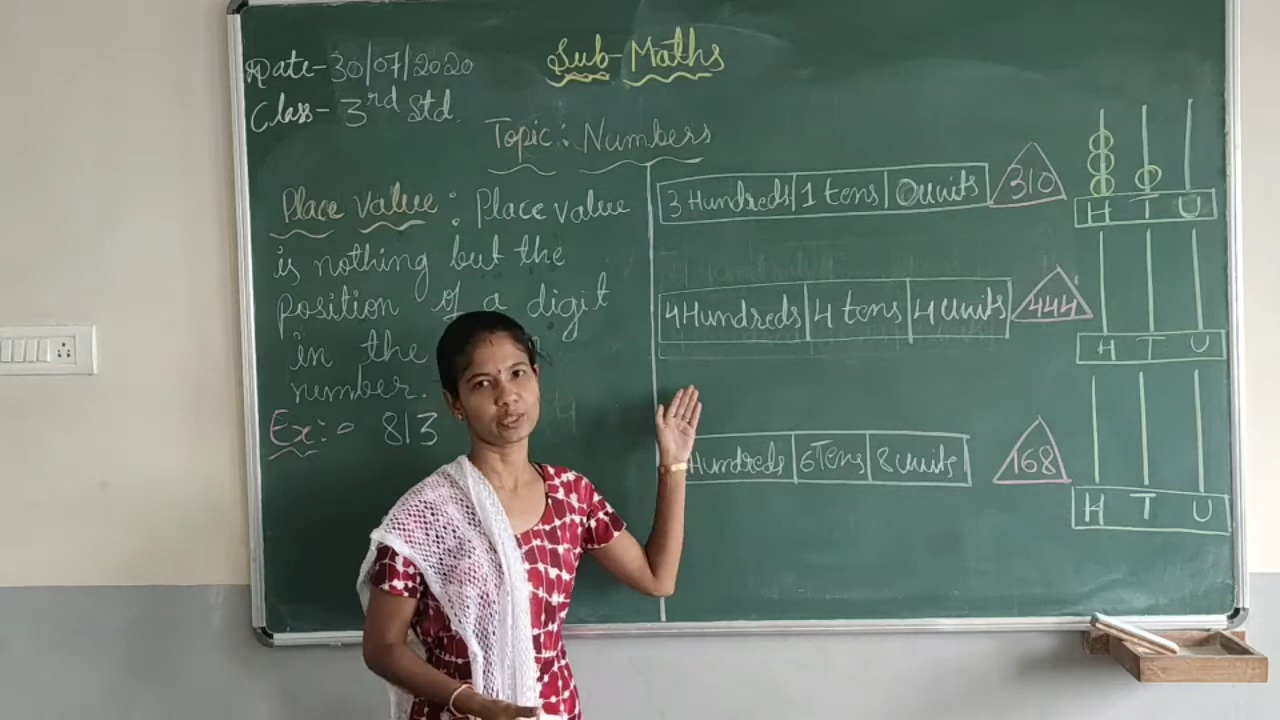 Date-30/07/2020
Class-3rd Std.
Sub-Maths
Topic: Numbers
Place value: Place value
is nothing but the
position of a digit
in the
number.
Ex:- 813
3 Hundreds 1 tens 0 units 310
H T U
4 Hundreds 4 tens 4 units 444
H T U
Hundreds 6 Tens 8 units 168
H T U